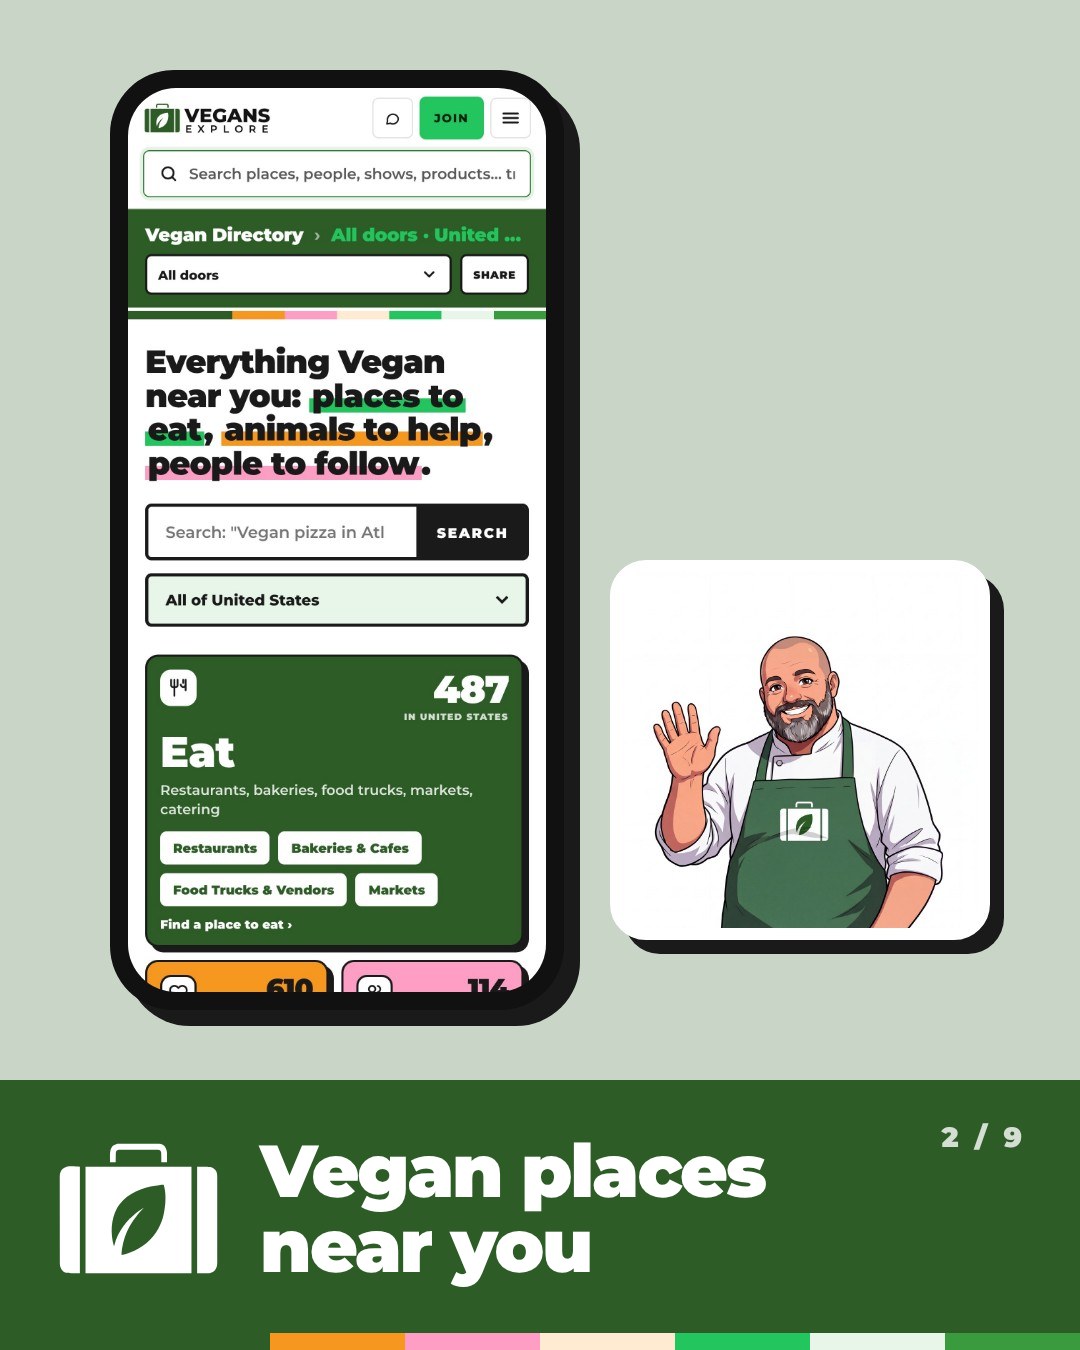 VEGANS
EXPLORE
JOIN
Search places, people, shows, products... tr
Vegan Directory › All doors · United ...
All doors
SHARE
Everything Vegan
near you: places to
eat, animals to help,
people to follow.
Search: "Vegan pizza in Atl
SEARCH
All of United States
487
IN UNITED STATES
Eat
Restaurants, bakeries, food trucks, markets,
catering
Restaurants
Bakeries & Cafes
Food Trucks & Vendors
Markets
Find a place to eat ›
610
114
2 / 9
Vegan places
near you